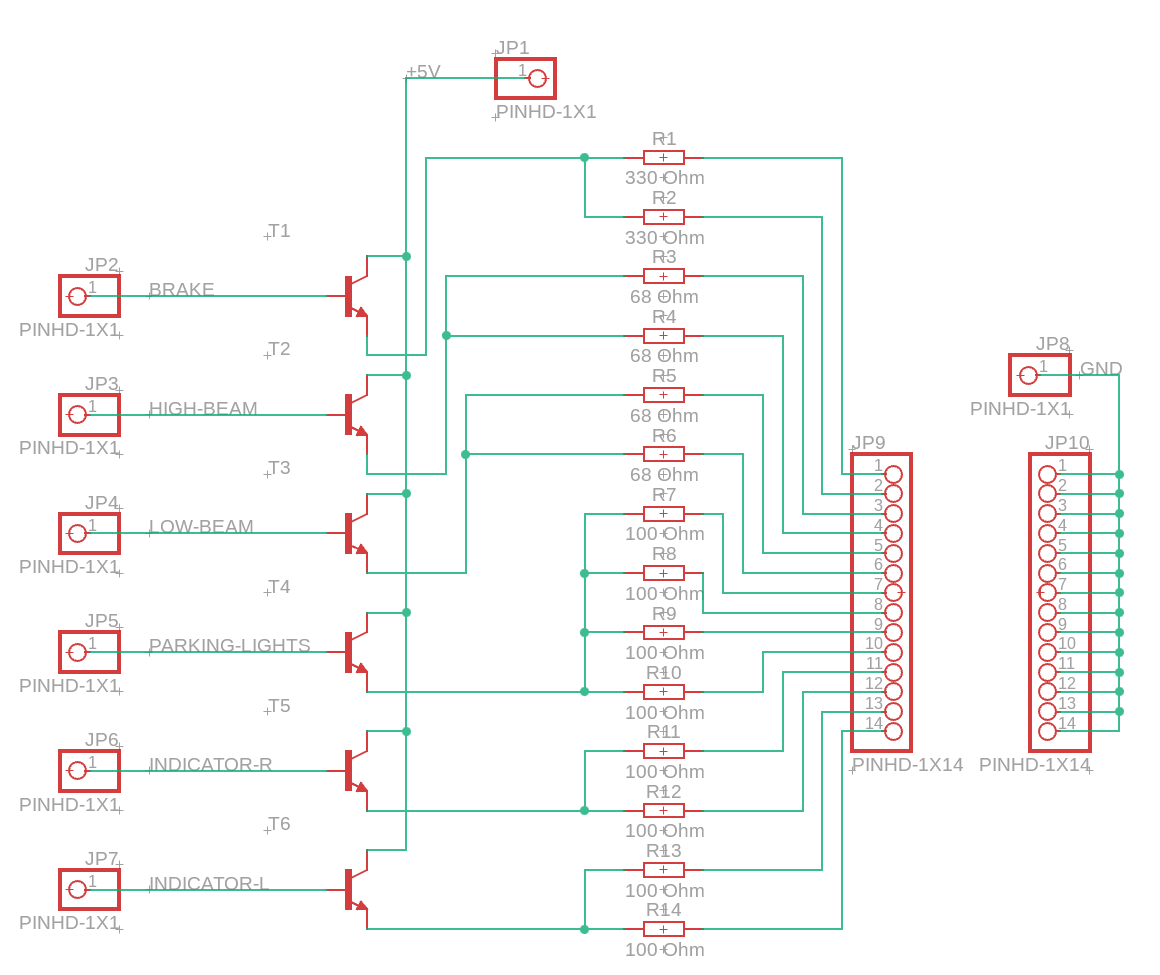 JP1
+5V
1
PINHD-1X1
R1
330 Ohm
R2
330 Ohm
R3
68 Ohm
R4
68 Ohm
R5
68 Ohm
R6
68 Ohm
R7
100 Ohm
R8
100 Ohm
R9
100 Ohm
R10
100 Ohm
R11
100 Ohm
R12
100 Ohm
R13
100 Ohm
R14
100 Ohm
T1
JP2
1
BRAKE
PINHD-1X1
T2
JP3
1
HIGH-BEAM
PINHD-1X1
T3
JP4
1
LOW-BEAM
PINHD-1X1
T4
JP5
1
PARKING-LIGHTS
PINHD-1X1
T5
JP6
1
INDICATOR-R
PINHD-1X1
T6
JP7
1
INDICATOR-L
PINHD-1X1
JP8
1
GND
PINHD-1X1
JP9
1
2
3
4
5
6
7
8
9
10
11
12
13
14
PINHD-1X14
JP10
1
2
3
4
5
6
7
8
9
10
11
12
13
14
PINHD-1X14